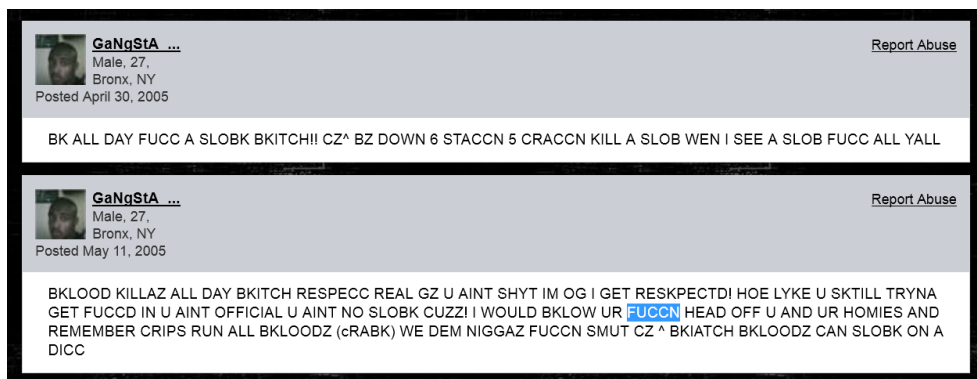 GaNgStA ...
Report Abuse
Male, 27,
Bronx, NY
Posted April 30, 2005
BK ALL DAY FUCC A SLOBK BKITCH!! CZ^ BZ DOWN 6 STACCN 5 CRACCN KILL A SLOB WEN I SEE A SLOB FUCC ALL YALL
GaNgStA ...
Report Abuse
Male, 27,
Bronx, NY
Posted May 11, 2005
BKLOOD KILLAZ ALL DAY BKITCH RESPECC REAL GZ U AINT SHYT IM OG I GET RESKPECTD! HOE LYKE U SKTILL TRYNA
GET FUCCD IN U AINT OFFICIAL U AINT NO SLOBK CUZZ! I WOULD BKLOW UR FUCCN HEAD OFF U AND UR HOMIES AND
REMEMBER CRIPS RUN ALL BKLOODZ (cRABK) WE DEM NIGGAZ FUCCN SMUT CZ ^ BKIATCH BKLOODZ CAN SLOBK ON A
DICC